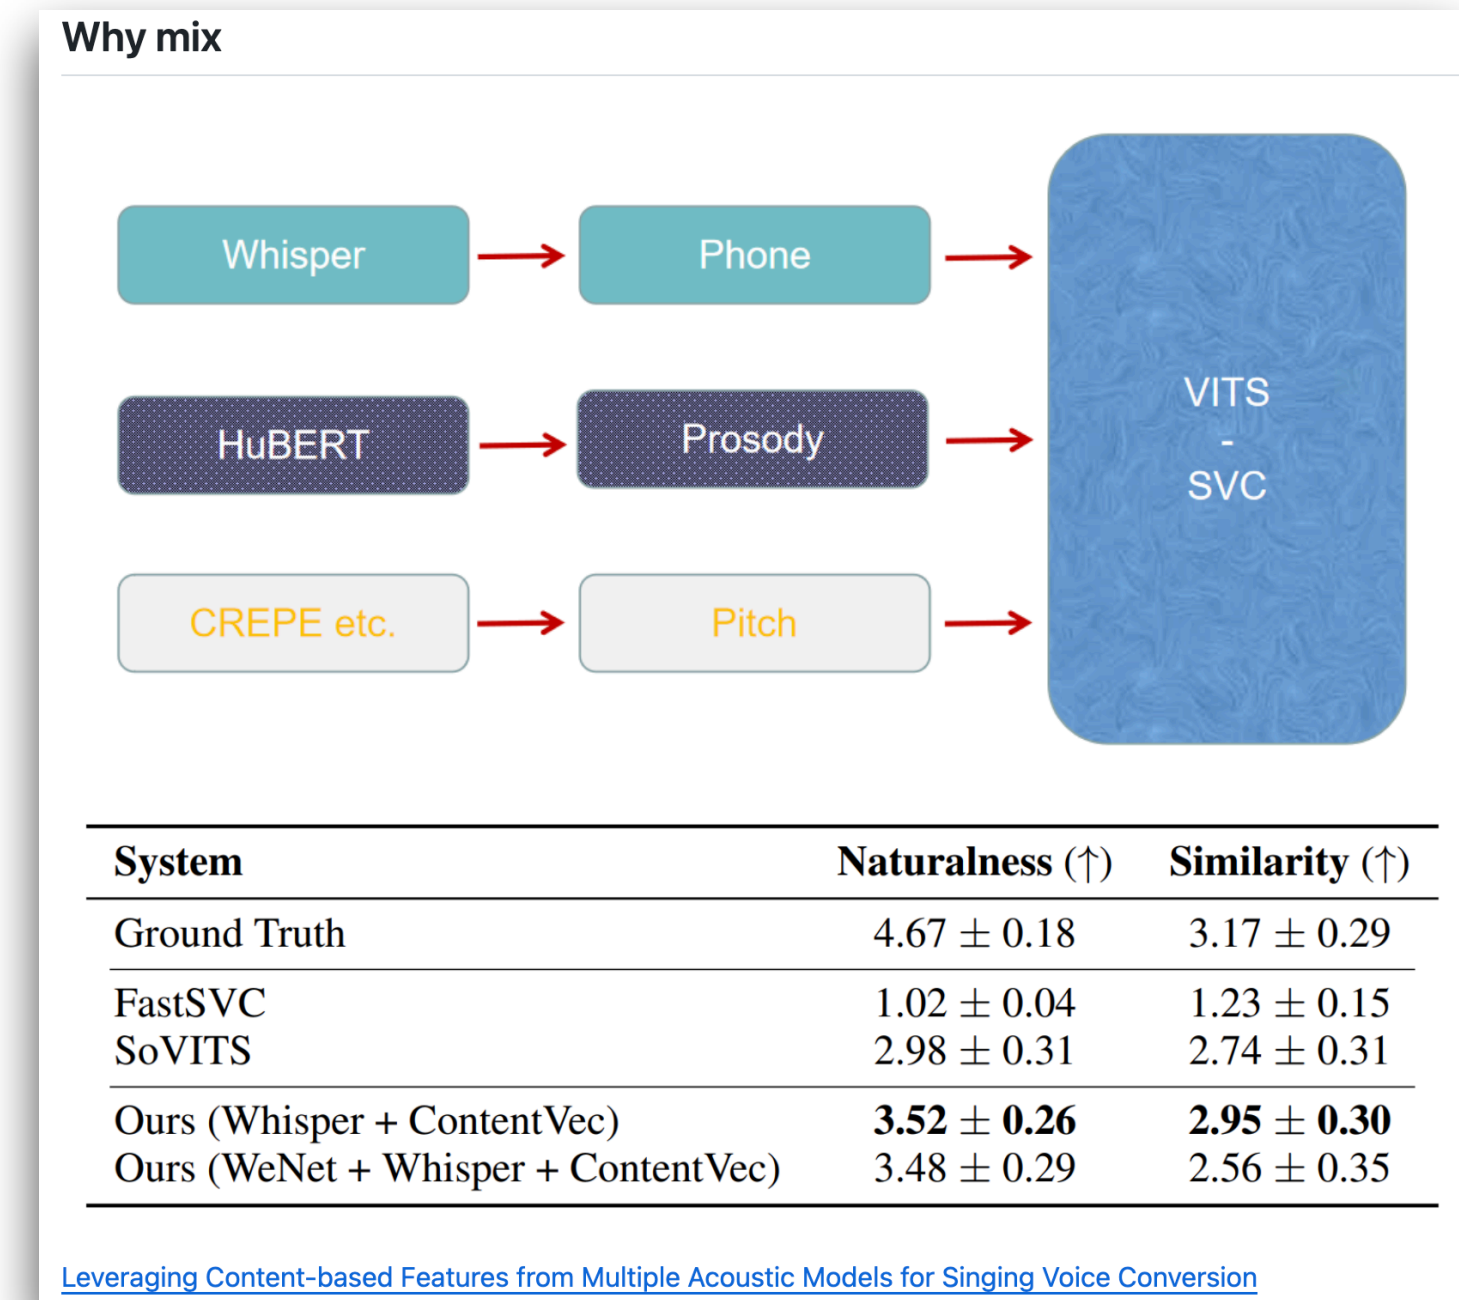 Why mix
Whisper
Phone
HuBERT
Prosody
CREPE etc.
Pitch
VITS
-
SVC
System Naturalness (↑) Similarity (↑)
Ground Truth 4.67 ± 0.18 3.17 ± 0.29
FastSVC 1.02 ± 0.04 1.23 ± 0.15
SoVITS 2.98 ± 0.31 2.74 ± 0.31
Ours (Whisper + ContentVec) 3.52 ± 0.26 2.95 ± 0.30
Ours (WeNet + Whisper + ContentVec) 3.48 ± 0.29 2.56 ± 0.35
Leveraging Content-based Features from Multiple Acoustic Models for Singing Voice Conversion